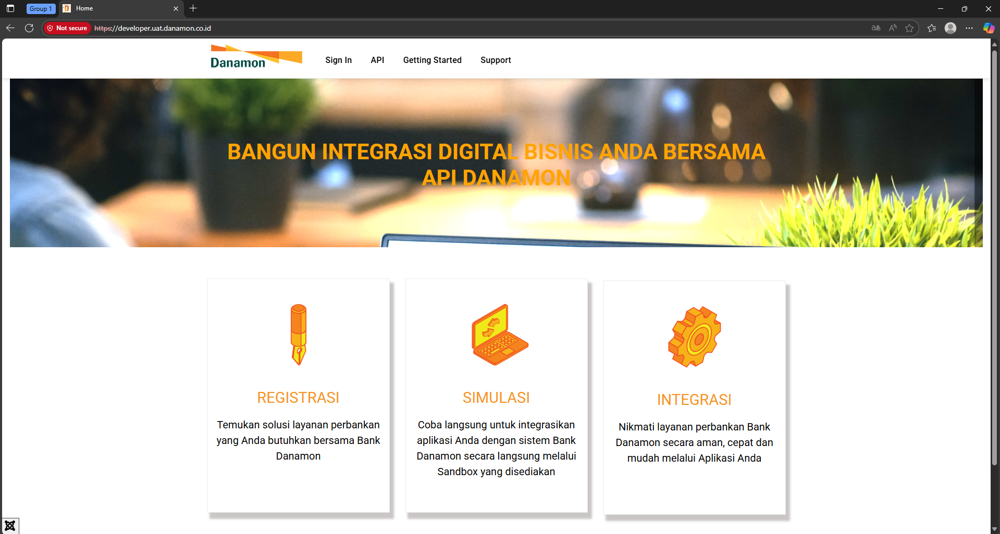 Group 1
Home
Not secure
https://developer.uat.danamon.co.id
Danamon
Sign In
API
Getting Started
Support
BANGUN INTEGRASI DIGITAL BISNIS ANDA BERSAMA
API DANAMON
REGISTRASI
Temukan solusi layanan perbankan
yang Anda butuhkan bersama Bank
Danamon
SIMULASI
Coba langsung untuk integrasikan
aplikasi Anda dengan sistem Bank
Danamon secara langsung melalui
Sandbox yang disediakan
INTEGRASI
Nikmati layanan perbankan Bank
Danamon secara aman, cepat dan
mudah melalui Aplikasi Anda